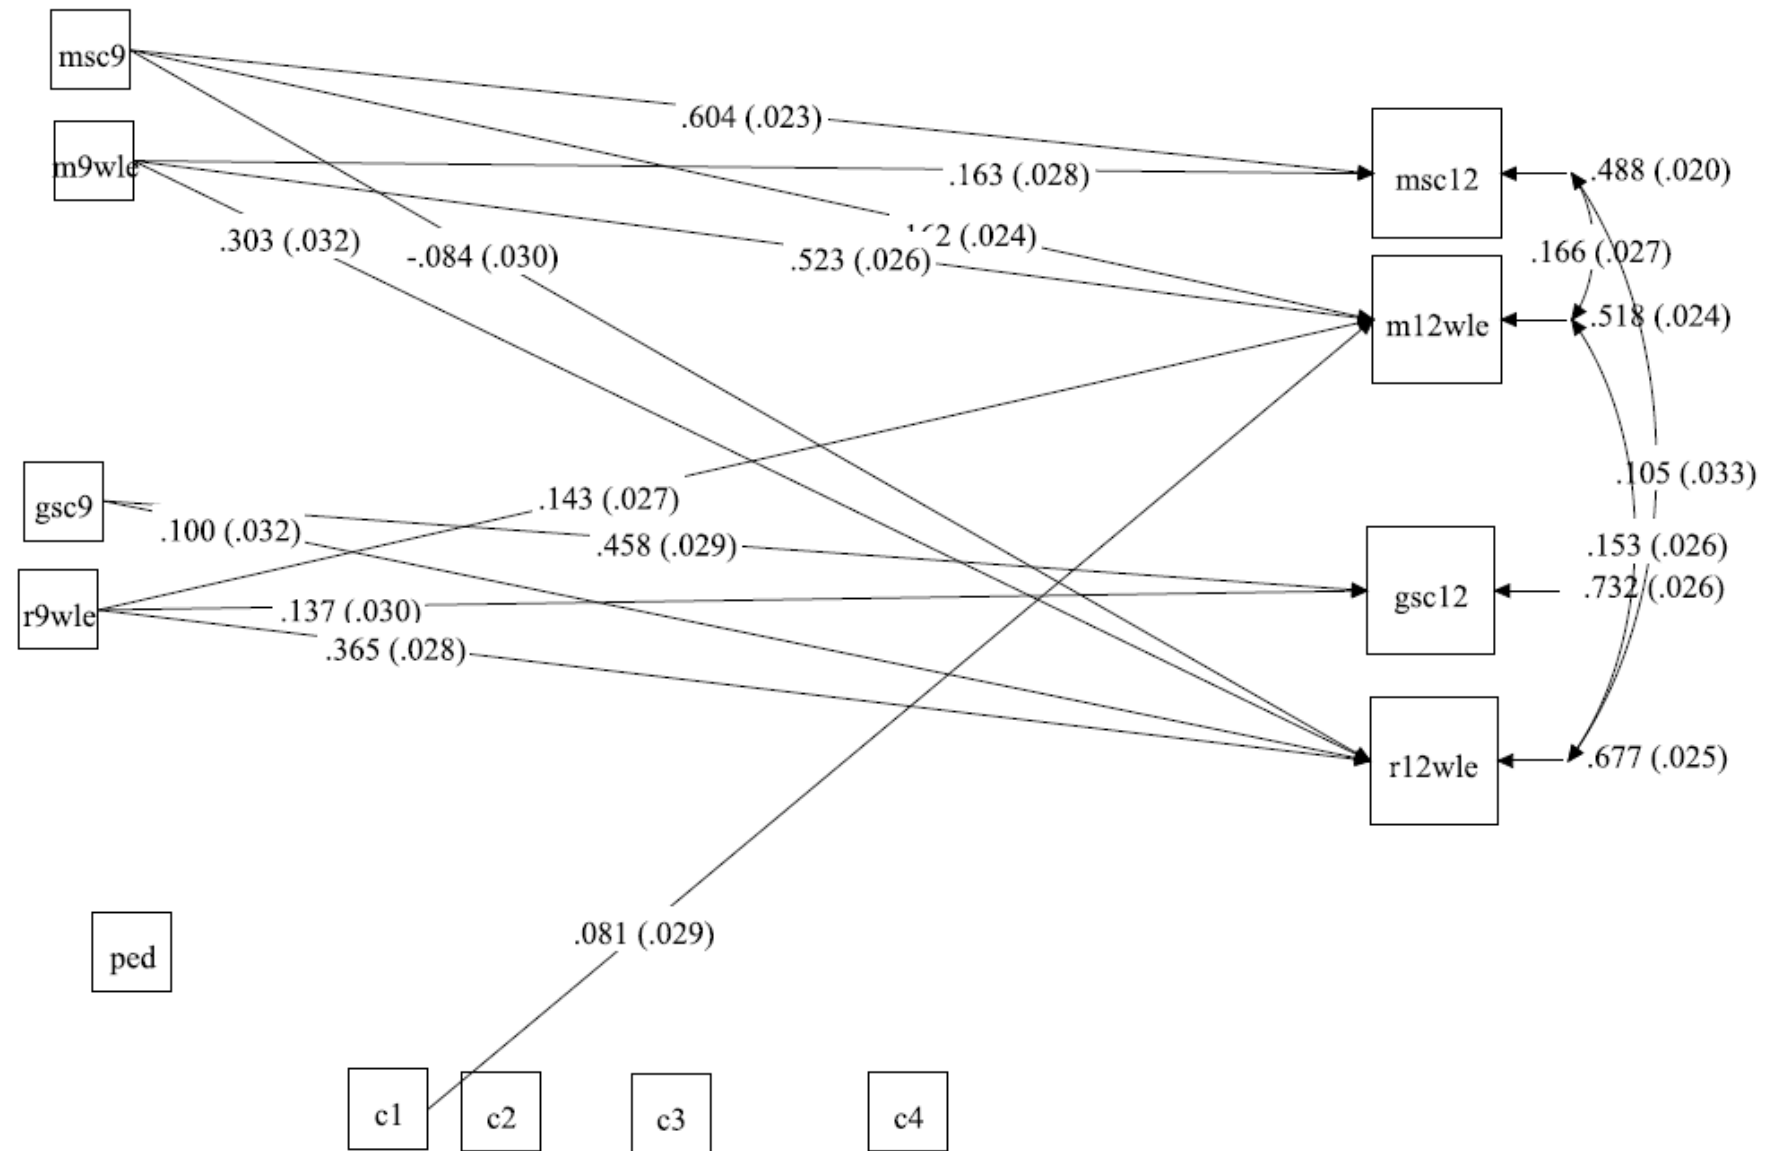 msc9
.604 (.023)
m9wle
.163 (.028)
msc12
.488 (.020)
.303 (.032)
-.084 (.030)
2 (.024)
.523 (.026)
.166 (.027)
m12wle
.518 (.024)
gsc9
.143 (.027)
.105 (.033)
.100 (.032)
.458 (.029)
.153 (.026)
r9wle
.137 (.030)
gsc12
.732 (.026)
.365 (.028)
r12wle
.677 (.025)
.081 (.029)
ped
c1
c2
c3
c4